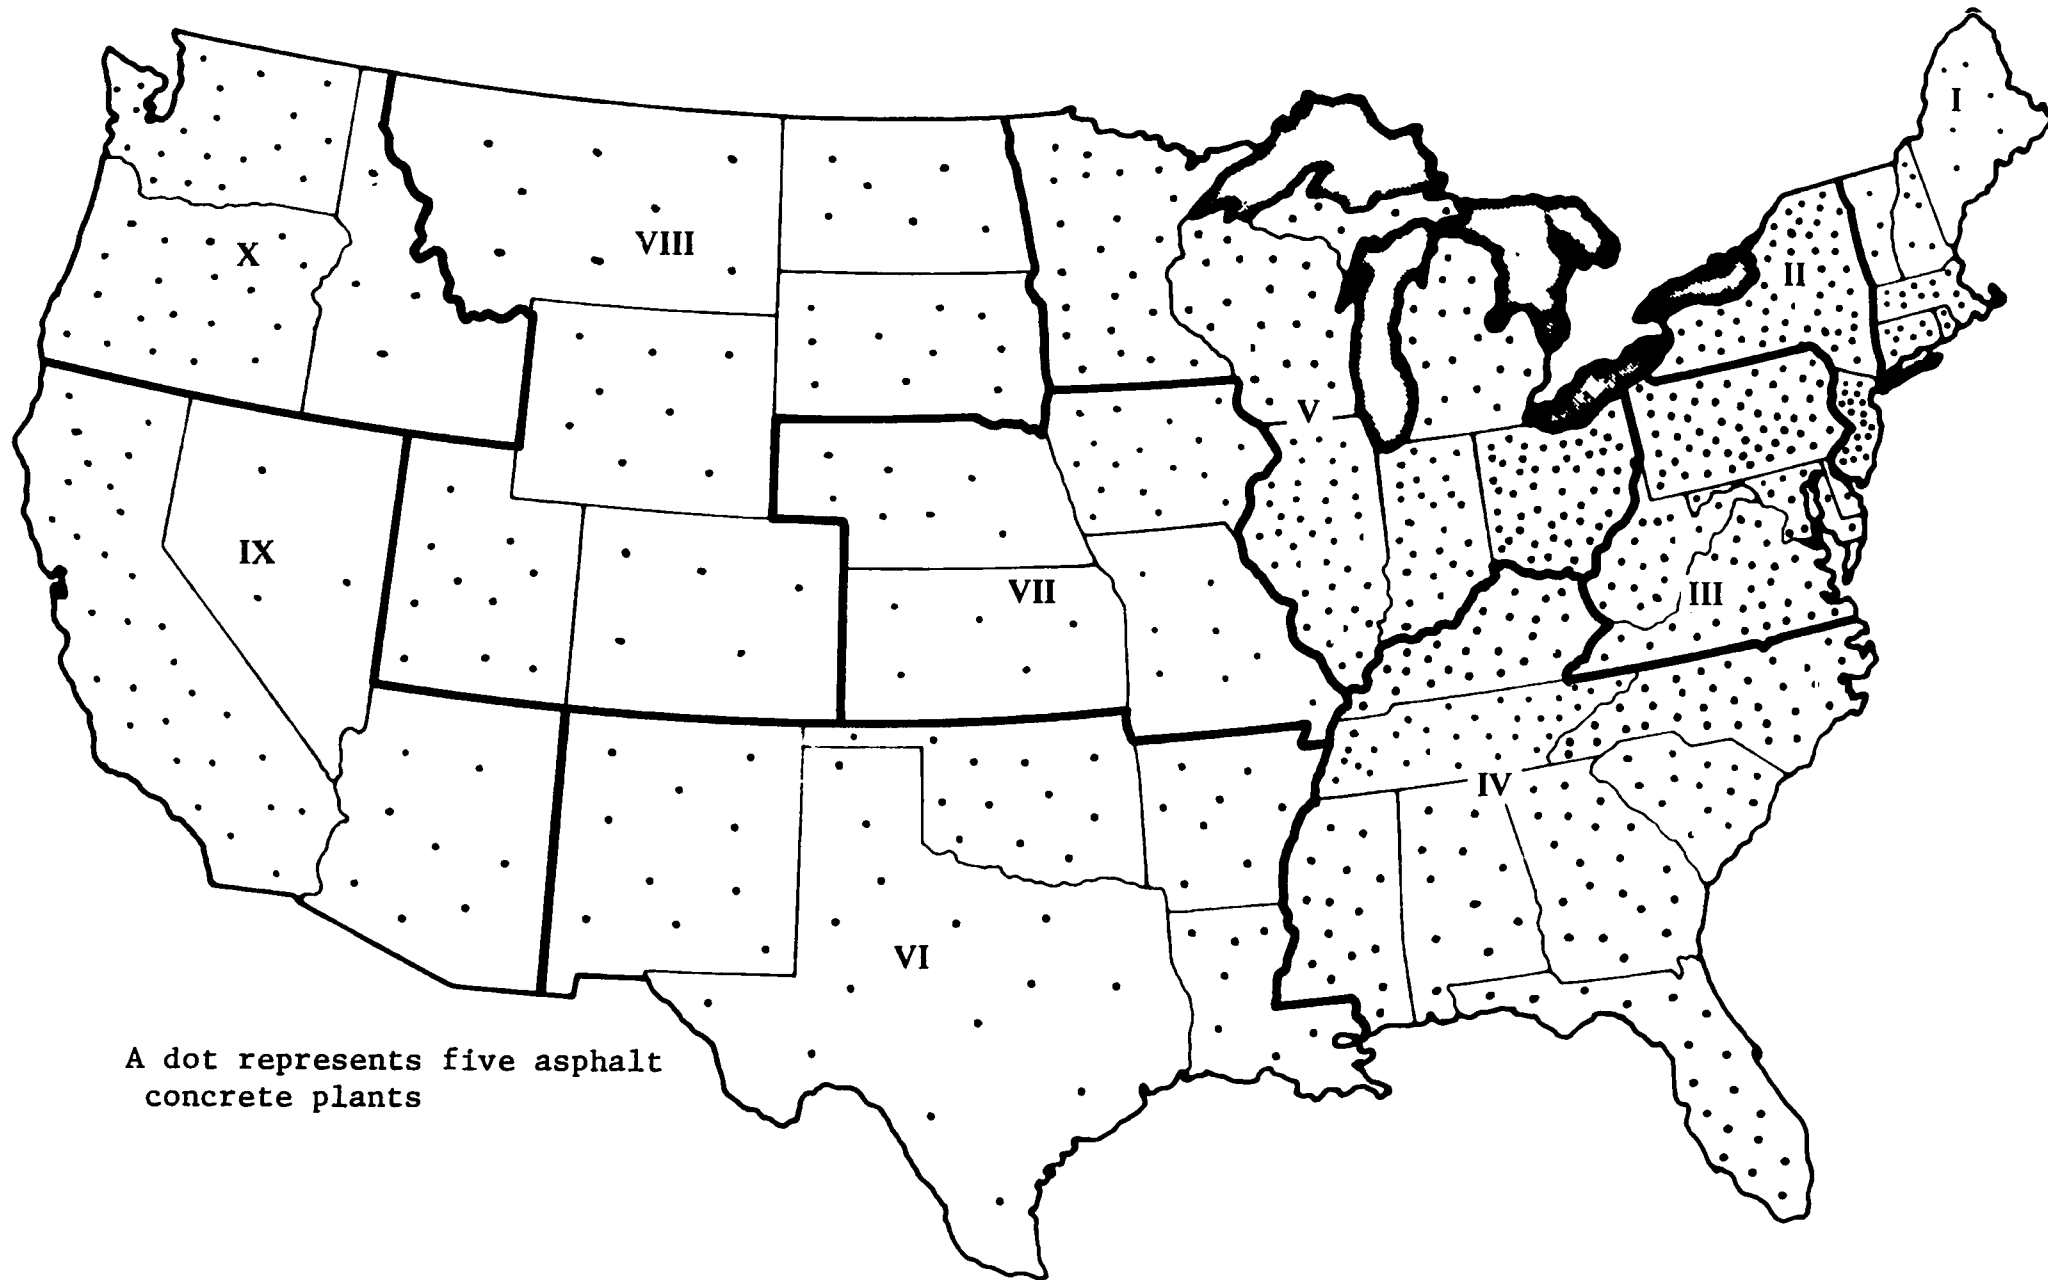 I
II
X
VIII
V
IX
VII
III
IV
VI
A dot represents five asphalt
concrete plants